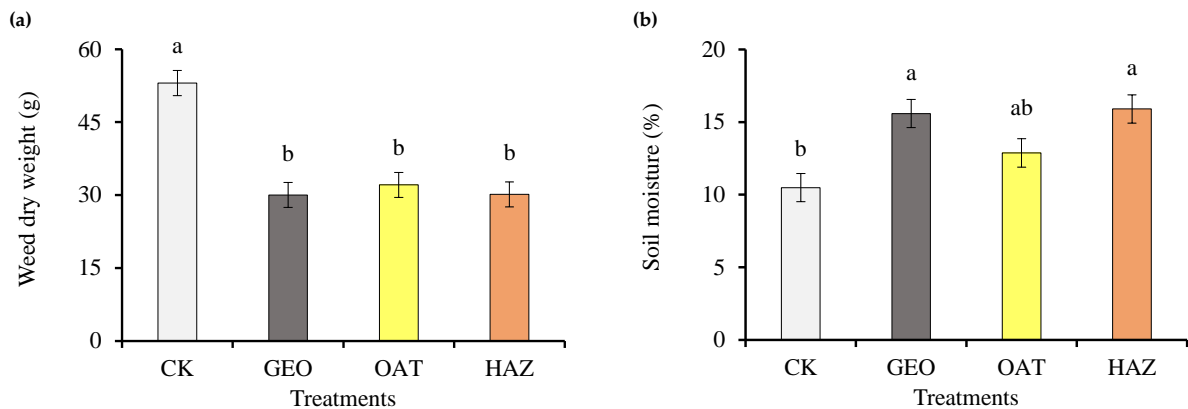 (a)
Weed dry weight (g)
60
45
30
15
0
a
b
b
b
CK GEO OAT HAZ
Treatments
(b)
Soil moisture (%)
20
15
10
5
0
b
a
ab
a
CK GEO OAT HAZ
Treatments